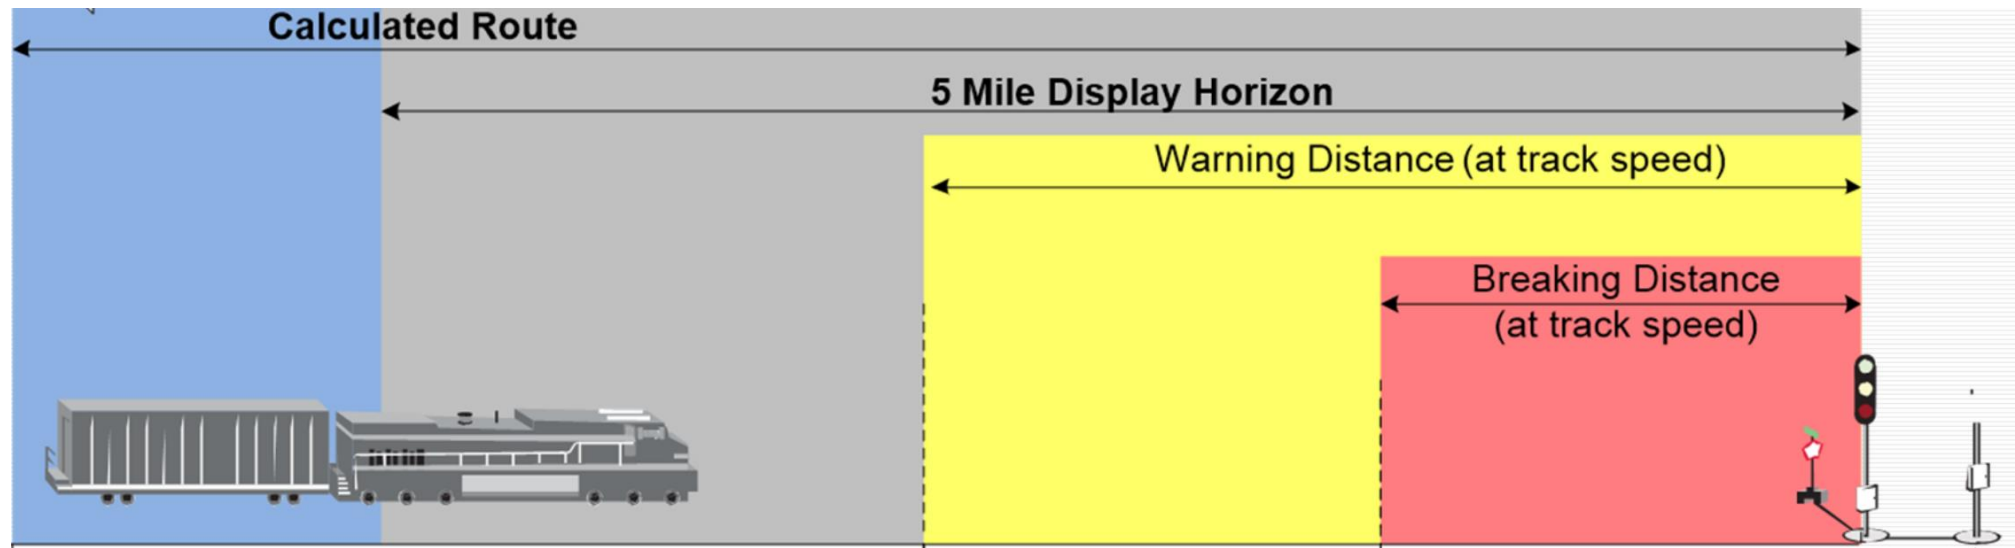 Calculated Route
5 Mile Display Horizon
Warning Distance (at track speed)
Breaking Distance
(at track speed)